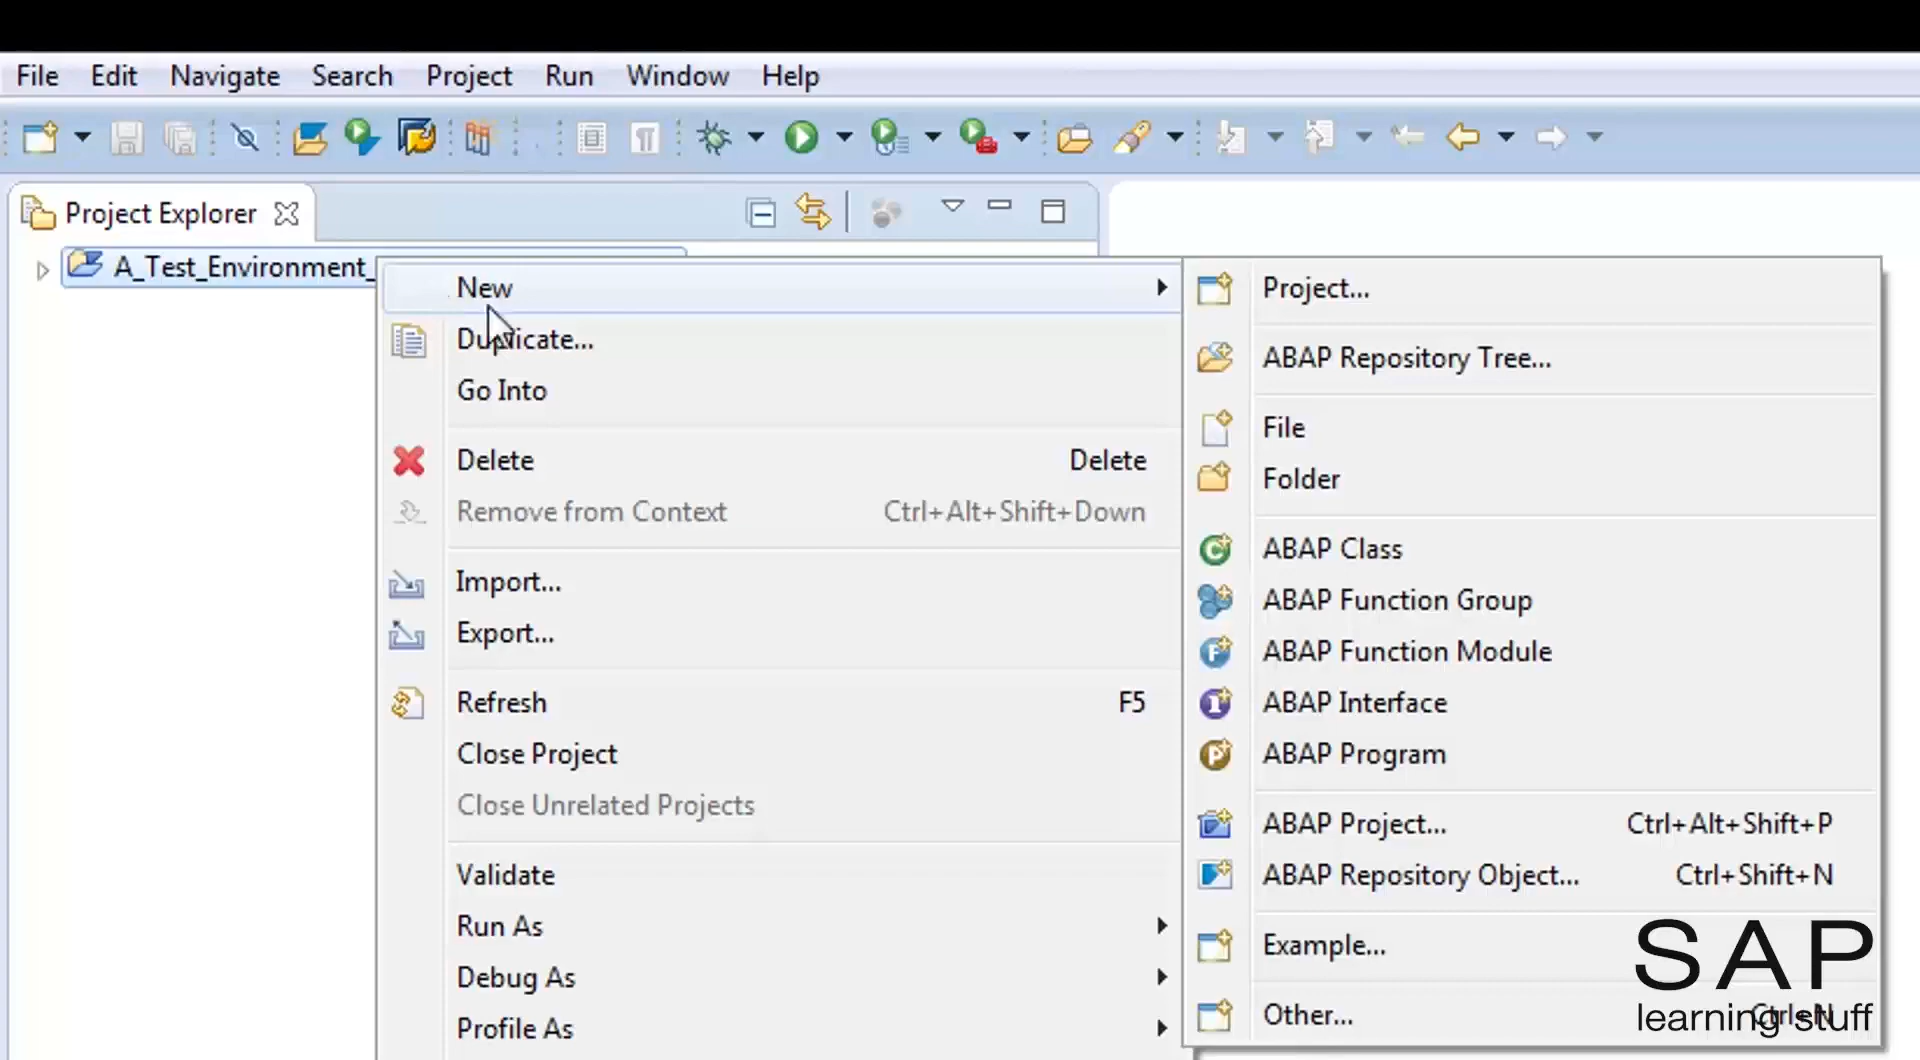 File Edit Navigate Search Project Run Window Help
Project Explorer
A_Test_Environment_
New
Duplicate...
Go Into
Delete Delete
Remove from Context Ctrl+Alt+Shift+Down
Import...
Export...
Refresh F5
Close Project
Close Unrelated Projects
Validate
Run As
Debug As
Profile As
Project...
ABAP Repository Tree...
File
Folder
ABAP Class
ABAP Function Group
ABAP Function Module
ABAP Interface
ABAP Program
ABAP Project... Ctrl+Alt+Shift+P
ABAP Repository Object... Ctrl+Shift+N
Example...
Other... Ctrl+N
SAP
learning stuff